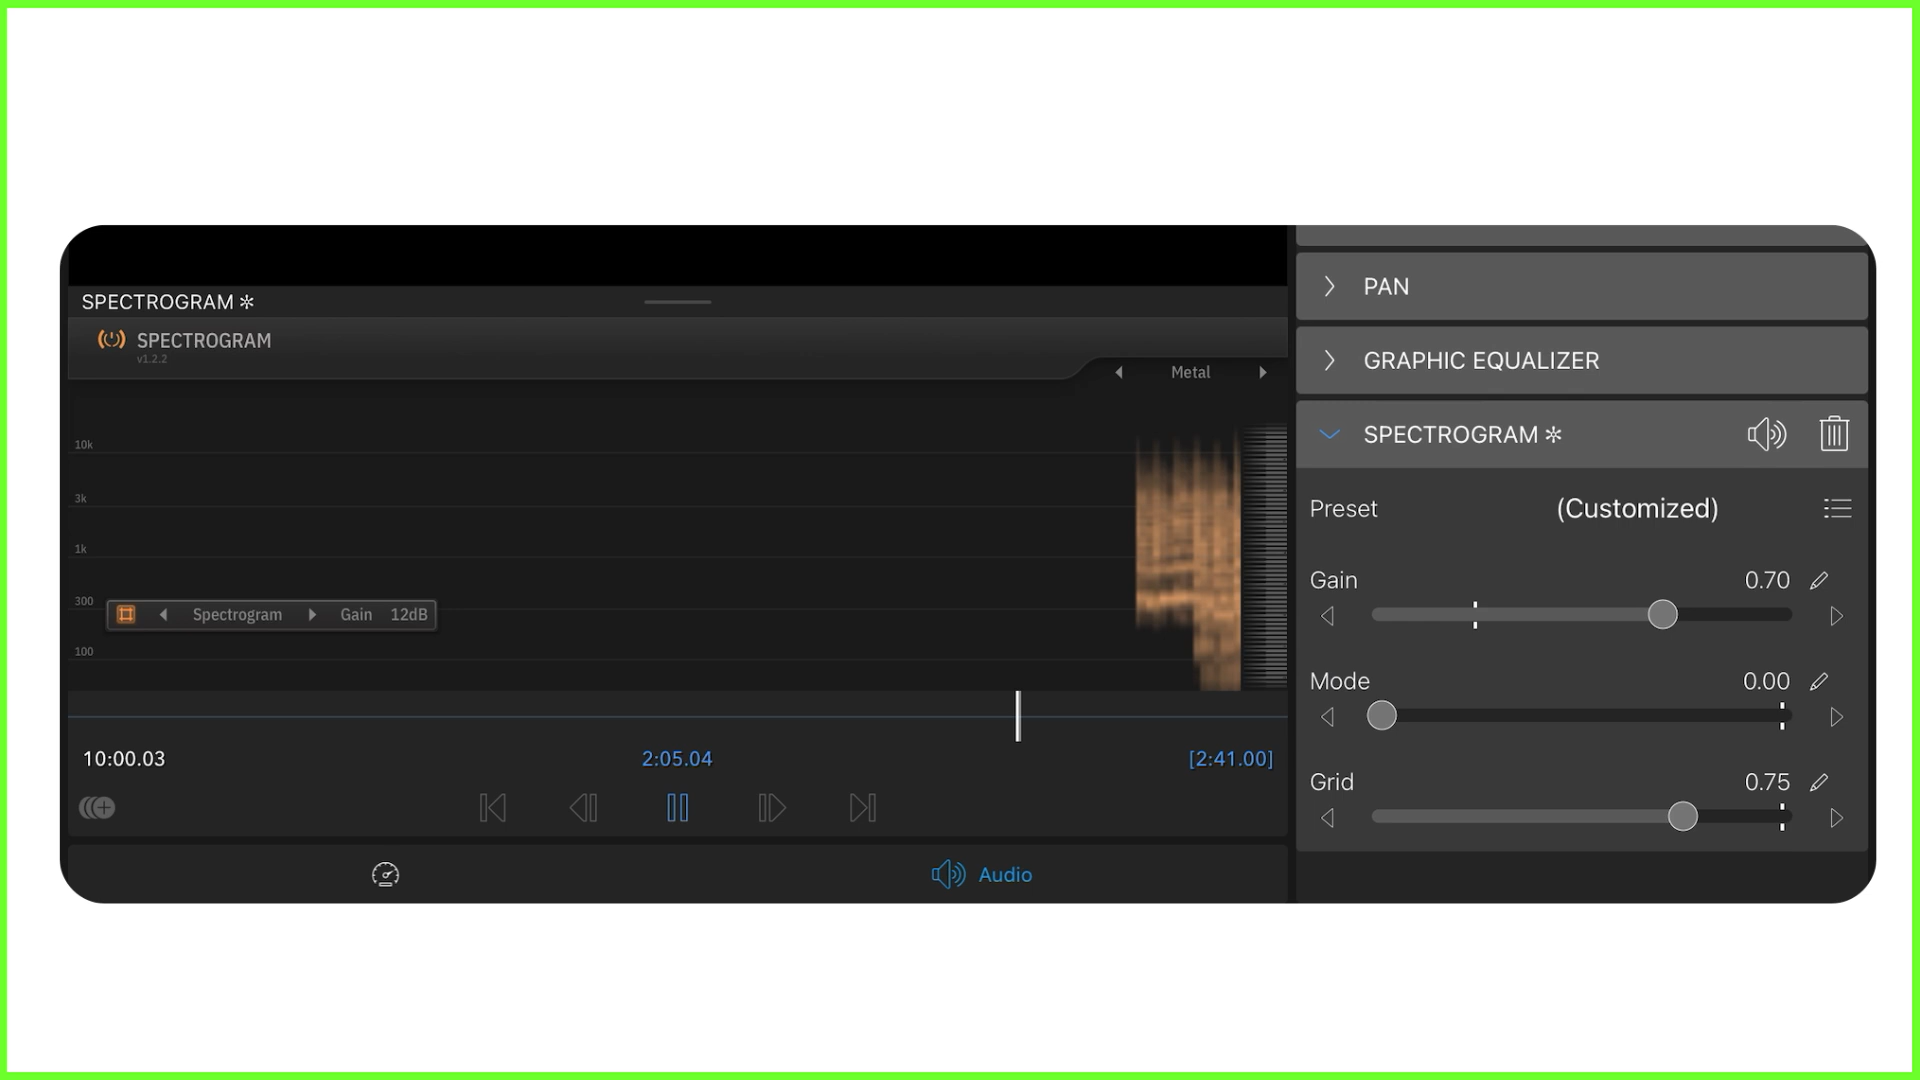 SPECTROGRAM ✲
SPECTROGRAM
v1.2.2
Metal
10k
3k
1k
300
100
Spectrogram Gain 12dB
10:00.03 2:05.04 [2:41.00]
Audio
PAN
GRAPHIC EQUALIZER
SPECTROGRAM ✲
Preset (Customized)
Gain 0.70
Mode 0.00
Grid 0.75